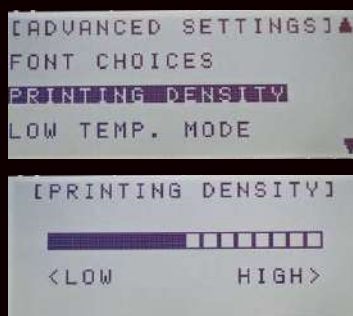 [ADVANCED SETTINGS]
FONT CHOICES
PRINTING DENSITY
LOW TEMP. MODE
[PRINTING DENSITY]
<LOW HIGH>